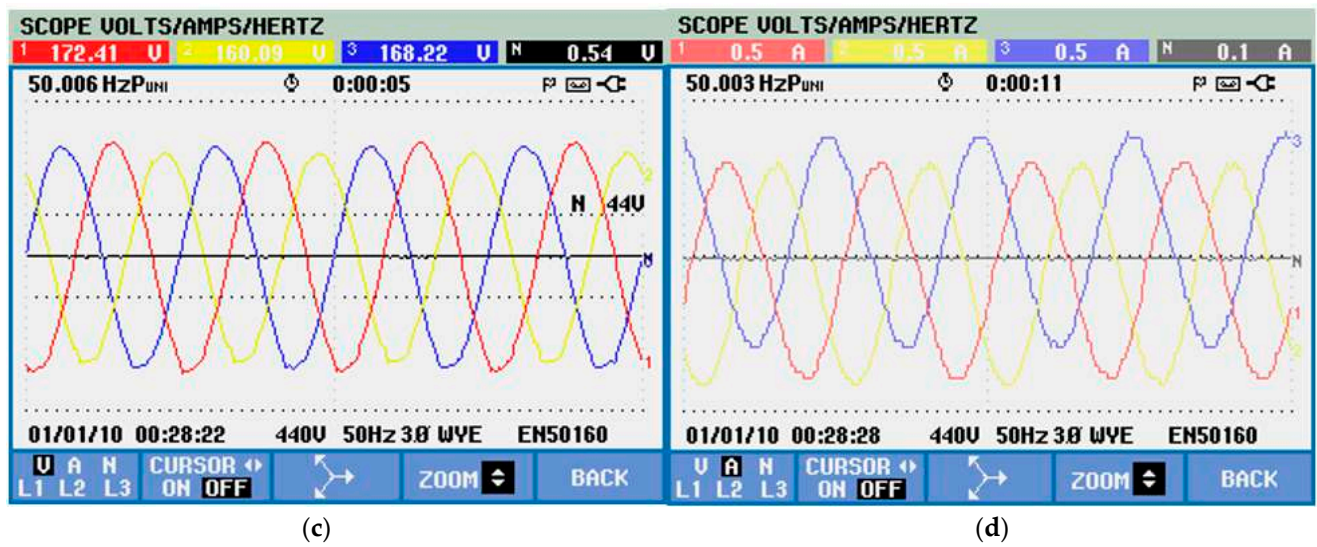 SCOPE VOLTS/AMPS/HERTZ
1 172.41 V 2 160.09 V 3 168.22 V N 0.54 V
50.006 HzPUNI 0:00:05
2
N 44V
N
3
1
01/01/10 00:28:22 440V 50Hz 3Ø WYE EN50160
V A N
L1 L2 L3
CURSOR
ON OFF
ZOOM
BACK
(c)
SCOPE VOLTS/AMPS/HERTZ
1 0.5 A 2 0.5 A 3 0.5 A N 0.1 A
50.003 HzPUNI 0:00:11
3
N
1
2
01/01/10 00:28:28 440V 50Hz 3Ø WYE EN50160
V A N
L1 L2 L3
CURSOR
ON OFF
ZOOM
BACK
(d)